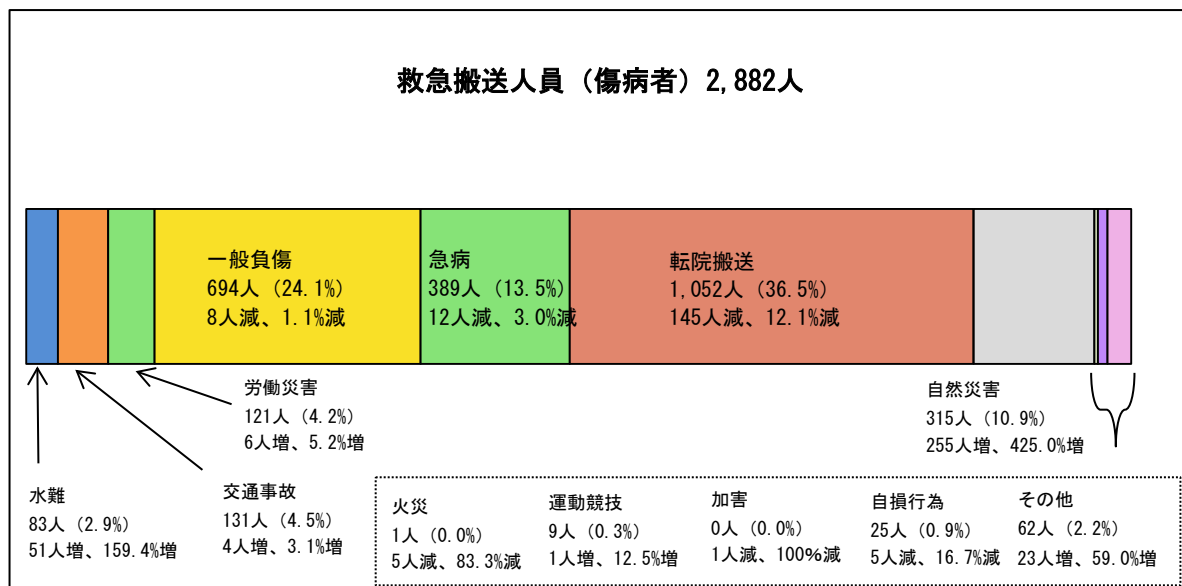 救急搬送人員（傷病者）2,882人
一般負傷
694人（24.1%）
8人減、1.1%減
急病
389人（13.5%）
12人減、3.0%減
転院搬送
1,052人（36.5%）
145人減、12.1%減
労働災害
121人（4.2%）
6人増、5.2%増
自然災害
315人（10.9%）
255人増、425.0%増
水難
83人（2.9%）
51人増、159.4%増
交通事故
131人（4.5%）
4人増、3.1%増
火災
1人（0.0%）
5人減、83.3%減
運動競技
9人（0.3%）
1人増、12.5%増
加害
0人（0.0%）
1人減、100%減
自損行為
25人（0.9%）
5人減、16.7%減
その他
62人（2.2%）
23人増、59.0%増